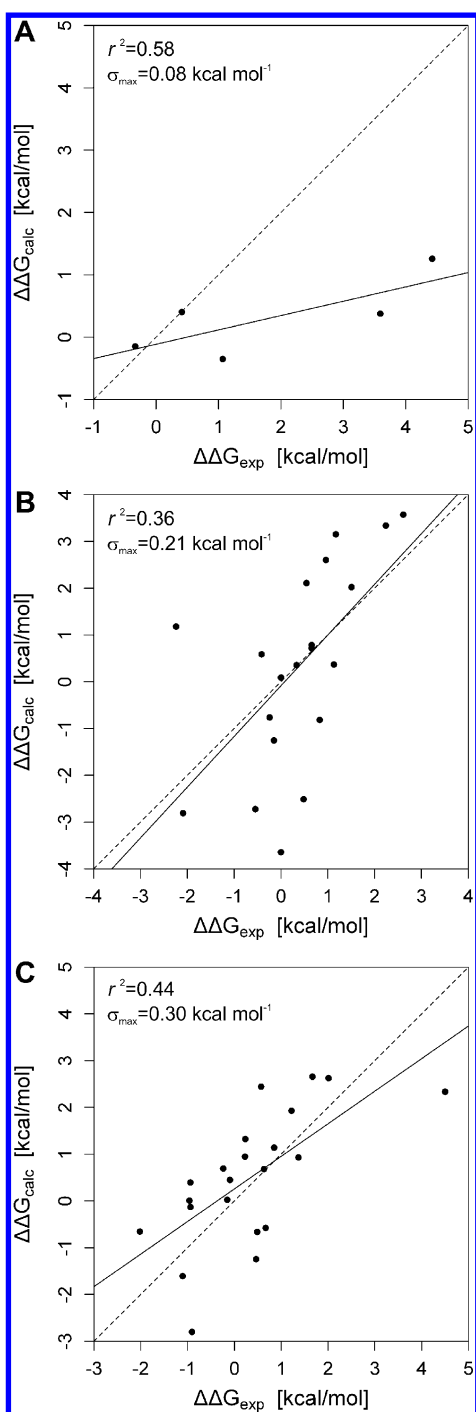 A
r²=0.58
σmax=0.08 kcal mol⁻¹
5
4
3
2
1
0
-1
ΔΔGcalc [kcal/mol]
-1 0 1 2 3 4 5
ΔΔGexp [kcal/mol]
B
r²=0.36
σmax=0.21 kcal mol⁻¹
4
3
2
1
0
-1
-2
-3
-4
ΔΔGcalc [kcal/mol]
-4 -3 -2 -1 0 1 2 3 4
ΔΔGexp [kcal/mol]
C
r²=0.44
σmax=0.30 kcal mol⁻¹
5
4
3
2
1
0
-1
-2
-3
ΔΔGcalc [kcal/mol]
-3 -2 -1 0 1 2 3 4 5
ΔΔGexp [kcal/mol]